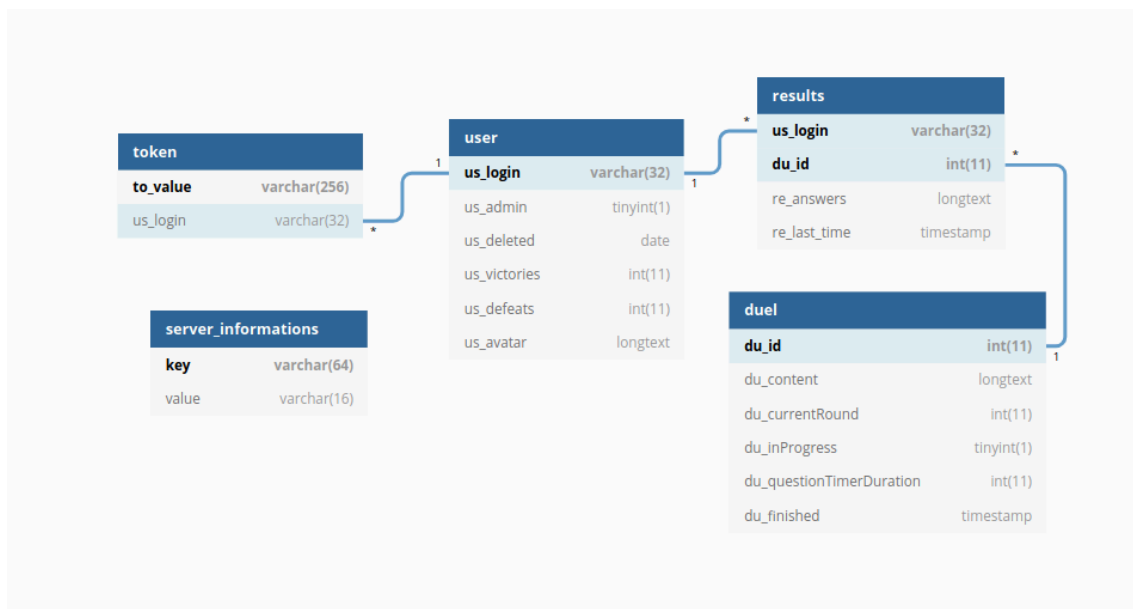 token
to_value varchar(256)
us_login varchar(32)
*
server_informations
key varchar(64)
value varchar(16)
user
1
us_login varchar(32)
1
us_admin tinyint(1)
us_deleted date
us_victories int(11)
us_defeats int(11)
us_avatar longtext
results
*
us_login varchar(32)
*
du_id int(11)
re_answers longtext
re_last_time timestamp
duel
du_id int(11)
1
du_content longtext
du_currentRound int(11)
du_inProgress tinyint(1)
du_questionTimerDuration int(11)
du_finished timestamp